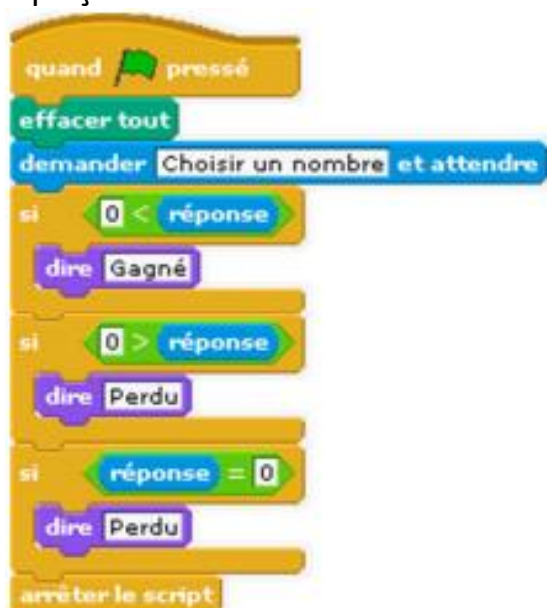 quand pressé
effacer tout
demander Choisir un nombre et attendre
si 0 < réponse
dire Gagné
si 0 > réponse
dire Perdu
si réponse = 0
dire Perdu
arrêter le script